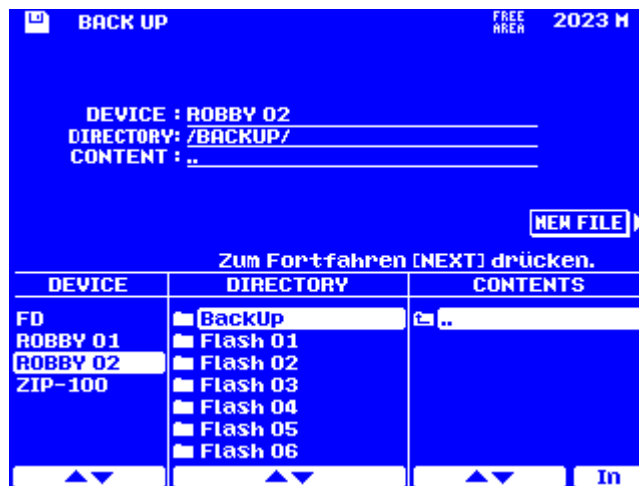 BACK UP FREE AREA 2023 M
DEVICE : ROBBY 02
DIRECTORY: /BACKUP/
CONTENT : ..
NEW FILE
Zum Fortfahren [NEXT] drücken.
DEVICE DIRECTORY CONTENTS
FD BackUp ..
ROBBY 01 Flash 01
ROBBY 02 Flash 02
ZIP-100 Flash 03
Flash 04
Flash 05
Flash 06
In